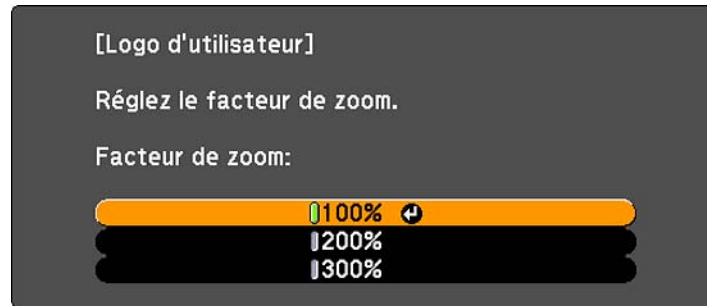 [Logo d'utilisateur]
Réglez le facteur de zoom.
Facteur de zoom:
100%
200%
300%